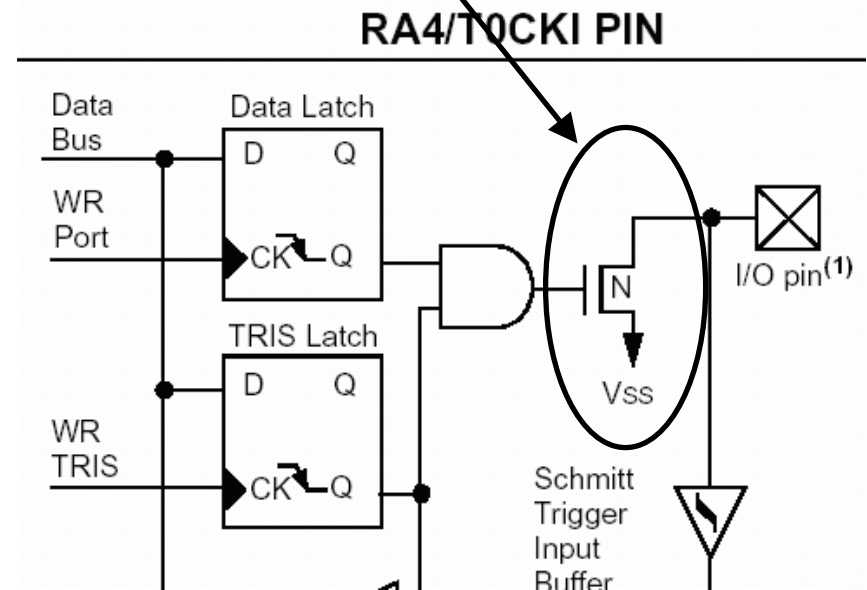 RA4/T0CKI PIN
Data
Bus
Data Latch
D Q
WR
Port
CK Q
I/O pin(1)
N
TRIS Latch
D Q
Vss
WR
TRIS
CK Q
Schmitt
Trigger
Input
Buffer